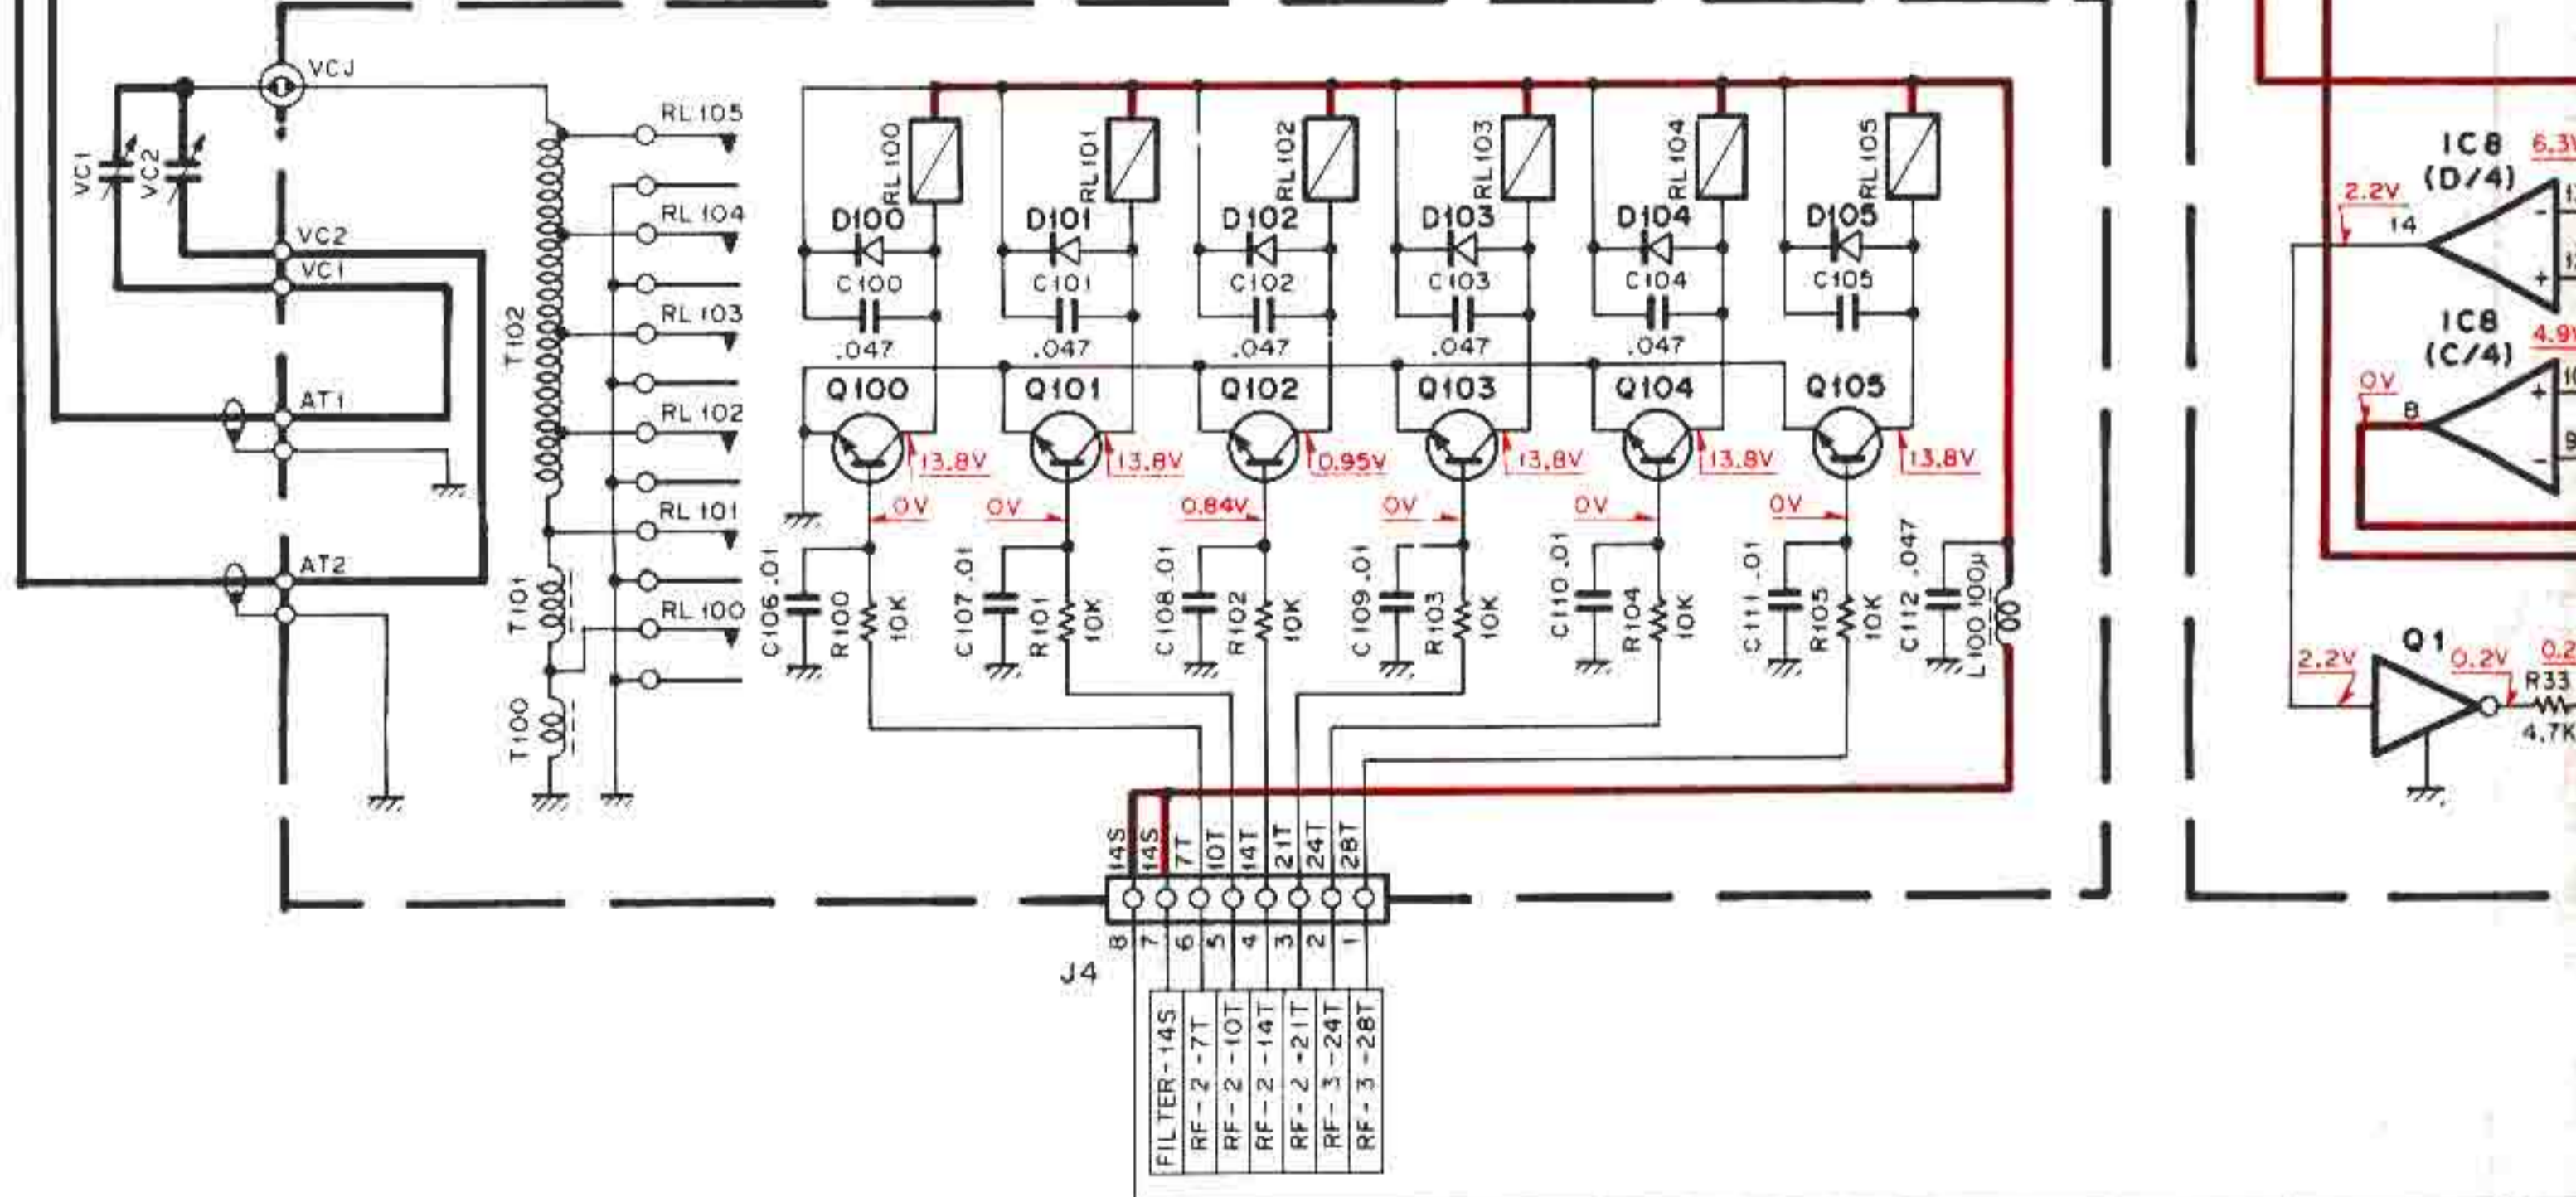 VCJ
VC1
VC2
VC2
VC1
AT1
AT2
T102
T101
T100
RL105
RL104
RL103
RL102
RL101
RL100
RL100
RL101
RL102
RL103
RL104
RL105
D100
D101
D102
D103
D104
D105
C100
C101
C102
C103
C104
C105
.047
.047
.047
.047
.047
Q100
Q101
Q102
Q103
Q104
Q105
13.8V
13.8V
0.95V
13.8V
13.8V
13.8V
0V
0V
0.84V
0V
0V
0V
C106 .01
R100
10K
C107 .01
R101
10K
C108 .01
R102
10K
C109 .01
R103
10K
C110 .01
R104
10K
C111 .01
R105
10K
C112 .047
L100 100μ
14S
14S
7T
10T
14T
21T
24T
28T
8
7
6
5
4
3
2
1
J4
FILTER-14S
RF-2-7T
RF-2-10T
RF-2-14T
RF-2-21T
RF-3-24T
RF-3-28T
IC8
(D/4)
6.3V
2.2V
14
-
+
IC8
(C/4)
4.9V
0V
8
+
-
Q1
2.2V
0.2V
R33
4.7K